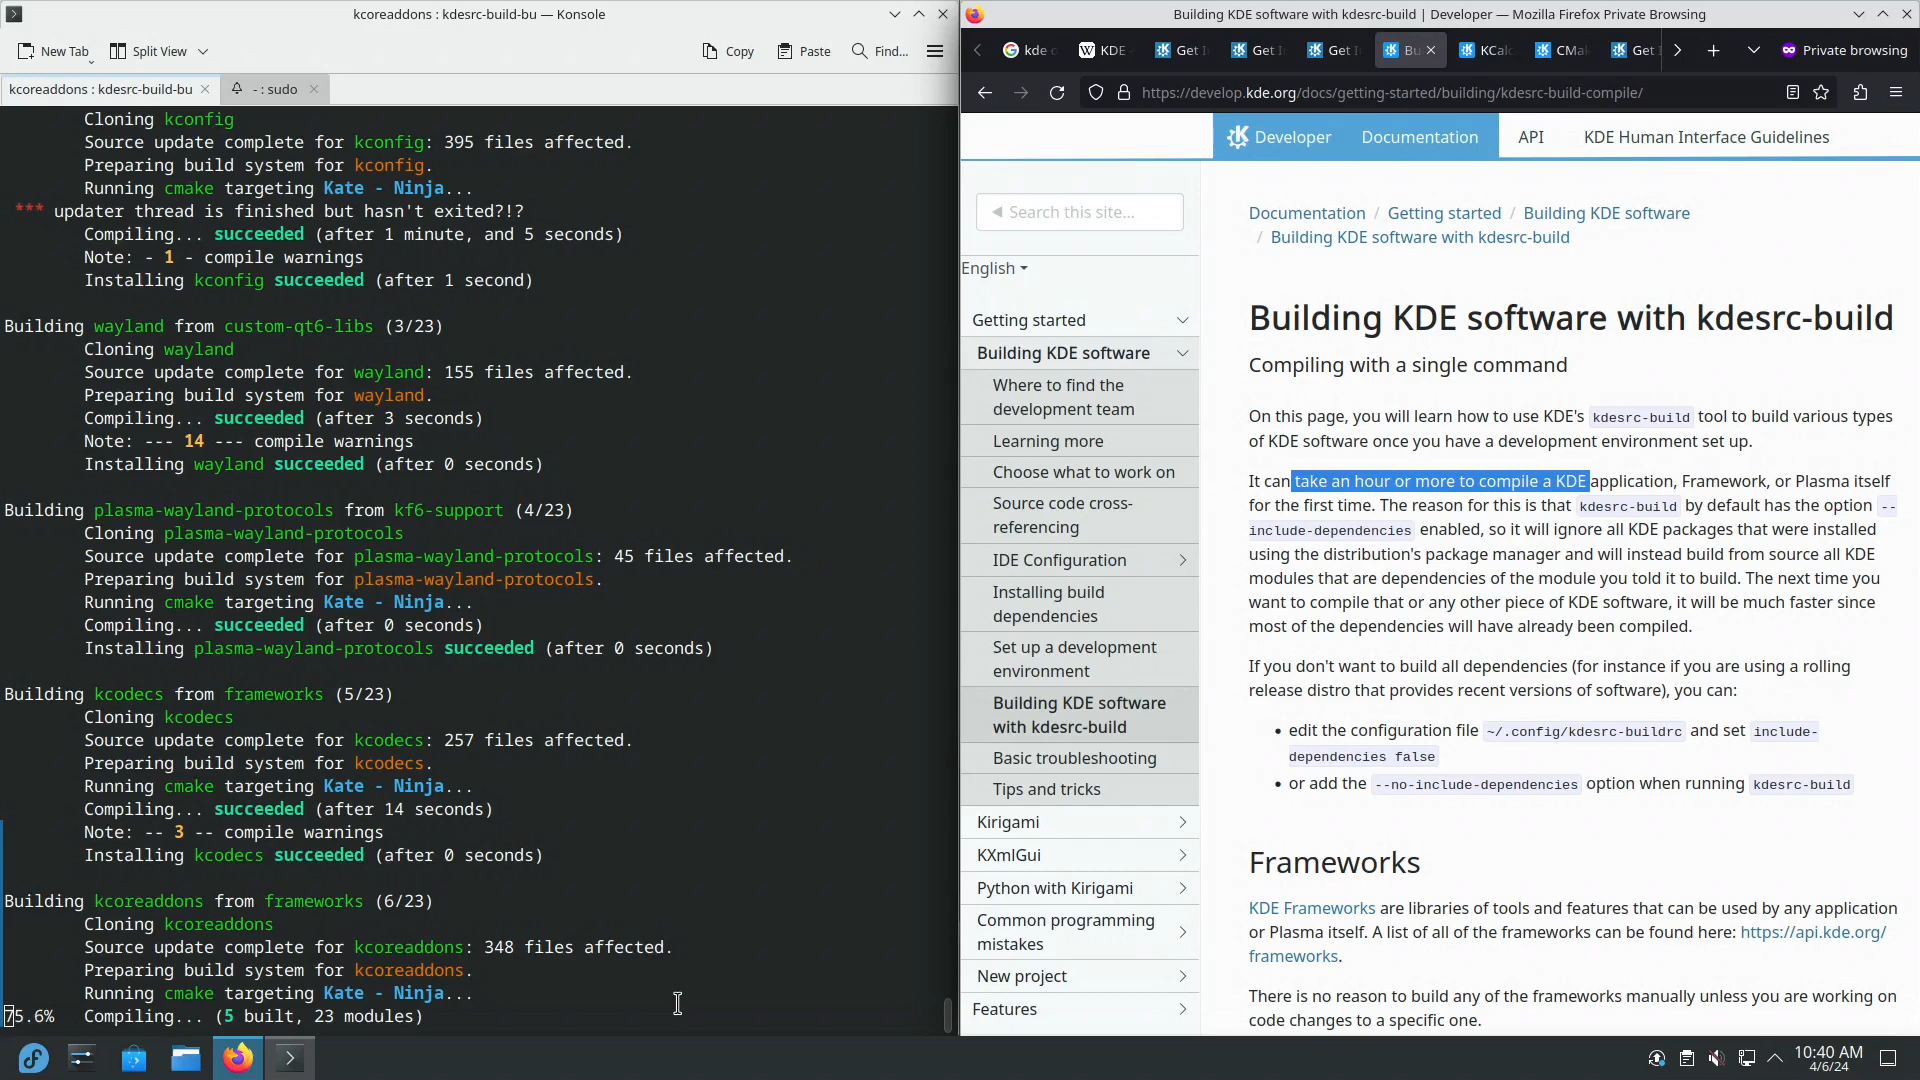 kcoreaddons : kdesrc-build-bu — Konsole
New Tab
Split View
Copy
Paste
Find...
kcoreaddons : kdesrc-build-bu
- : sudo
Cloning kconfig
Source update complete for kconfig: 395 files affected.
Preparing build system for kconfig.
Running cmake targeting Kate - Ninja...
*** updater thread is finished but hasn't exited?!?
Compiling... succeeded (after 1 minute, and 5 seconds)
Note: - 1 - compile warnings
Installing kconfig succeeded (after 1 second)
Building wayland from custom-qt6-libs (3/23)
Cloning wayland
Source update complete for wayland: 155 files affected.
Preparing build system for wayland.
Compiling... succeeded (after 3 seconds)
Note: --- 14 --- compile warnings
Installing wayland succeeded (after 0 seconds)
Building plasma-wayland-protocols from kf6-support (4/23)
Cloning plasma-wayland-protocols
Source update complete for plasma-wayland-protocols: 45 files affected.
Preparing build system for plasma-wayland-protocols.
Running cmake targeting Kate - Ninja...
Compiling... succeeded (after 0 seconds)
Installing plasma-wayland-protocols succeeded (after 0 seconds)
Building kcodecs from frameworks (5/23)
Cloning kcodecs
Source update complete for kcodecs: 257 files affected.
Preparing build system for kcodecs.
Running cmake targeting Kate - Ninja...
Compiling... succeeded (after 14 seconds)
Note: -- 3 -- compile warnings
Installing kcodecs succeeded (after 0 seconds)
Building kcoreaddons from frameworks (6/23)
Cloning kcoreaddons
Source update complete for kcoreaddons: 348 files affected.
Preparing build system for kcoreaddons.
Running cmake targeting Kate - Ninja...
75.6% Compiling... (5 built, 23 modules)
Building KDE software with kdesrc-build | Developer — Mozilla Firefox Private Browsing
kde
KDE
Get
Get
Get
Bu
KCal
CMa
Get
Private browsing
https://develop.kde.org/docs/getting-started/building/kdesrc-build-compile/
Developer
Documentation
API
KDE Human Interface Guidelines
Search this site...
English
Getting started
Building KDE software
Where to find the
development team
Learning more
Choose what to work on
Source code cross-
referencing
IDE Configuration
Installing build
dependencies
Set up a development
environment
Building KDE software
with kdesrc-build
Basic troubleshooting
Tips and tricks
Kirigami
KXmlGui
Python with Kirigami
Common programming
mistakes
New project
Features
Documentation / Getting started / Building KDE software
/ Building KDE software with kdesrc-build
Building KDE software with kdesrc-build
Compiling with a single command
On this page, you will learn how to use KDE's kdesrc-build tool to build various types
of KDE software once you have a development environment set up.
It can take an hour or more to compile a KDE application, Framework, or Plasma itself
for the first time. The reason for this is that kdesrc-build by default has the option --
include-dependencies enabled, so it will ignore all KDE packages that were installed
using the distribution's package manager and will instead build from source all KDE
modules that are dependencies of the module you told it to build. The next time you
want to compile that or any other piece of KDE software, it will be much faster since
most of the dependencies will have already been compiled.
If you don't want to build all dependencies (for instance if you are using a rolling
release distro that provides recent versions of software), you can:
• edit the configuration file ~/.config/kdesrc-buildrc and set include-
dependencies false
• or add the --no-include-dependencies option when running kdesrc-build
Frameworks
KDE Frameworks are libraries of tools and features that can be used by any application
or Plasma itself. A list of all of the frameworks can be found here: https://api.kde.org/
frameworks.
There is no reason to build any of the frameworks manually unless you are working on
code changes to a specific one.
10:40 AM
4/6/24